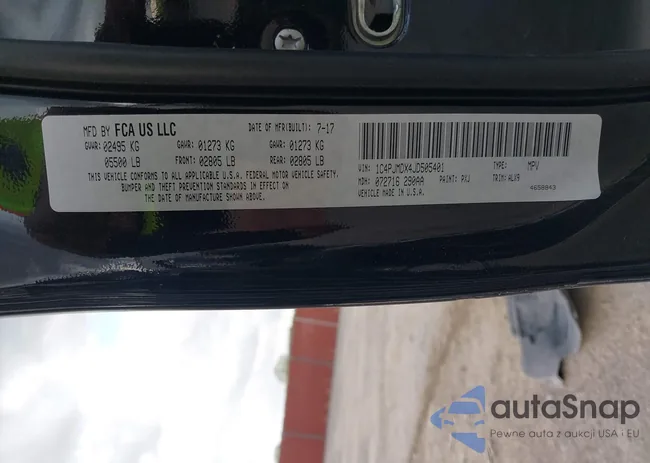 MFD BY FCA US LLC DATE OF MFR(BUILT): 7-17
GVWR: 02495 KG GAWR: 01273 KG GAWR: 01273 KG
05500 LB FRONT: 02805 LB REAR: 02805 LB
THIS VEHICLE CONFORMS TO ALL APPLICABLE U.S.A. FEDERAL MOTOR VEHICLE SAFETY,
BUMPER AND THEFT PREVENTION STANDARDS IN EFFECT ON
THE DATE OF MANUFACTURE SHOWN ABOVE.
VIN: 1C4PJMDX4JD505401 TYPE: MPV
MDH: 072716 290AA PAINT: PXJ TRIM: ALX9
VEHICLE MADE IN U.S.A. 4658843
autaSnap
Pewne auta z aukcji USA i EU